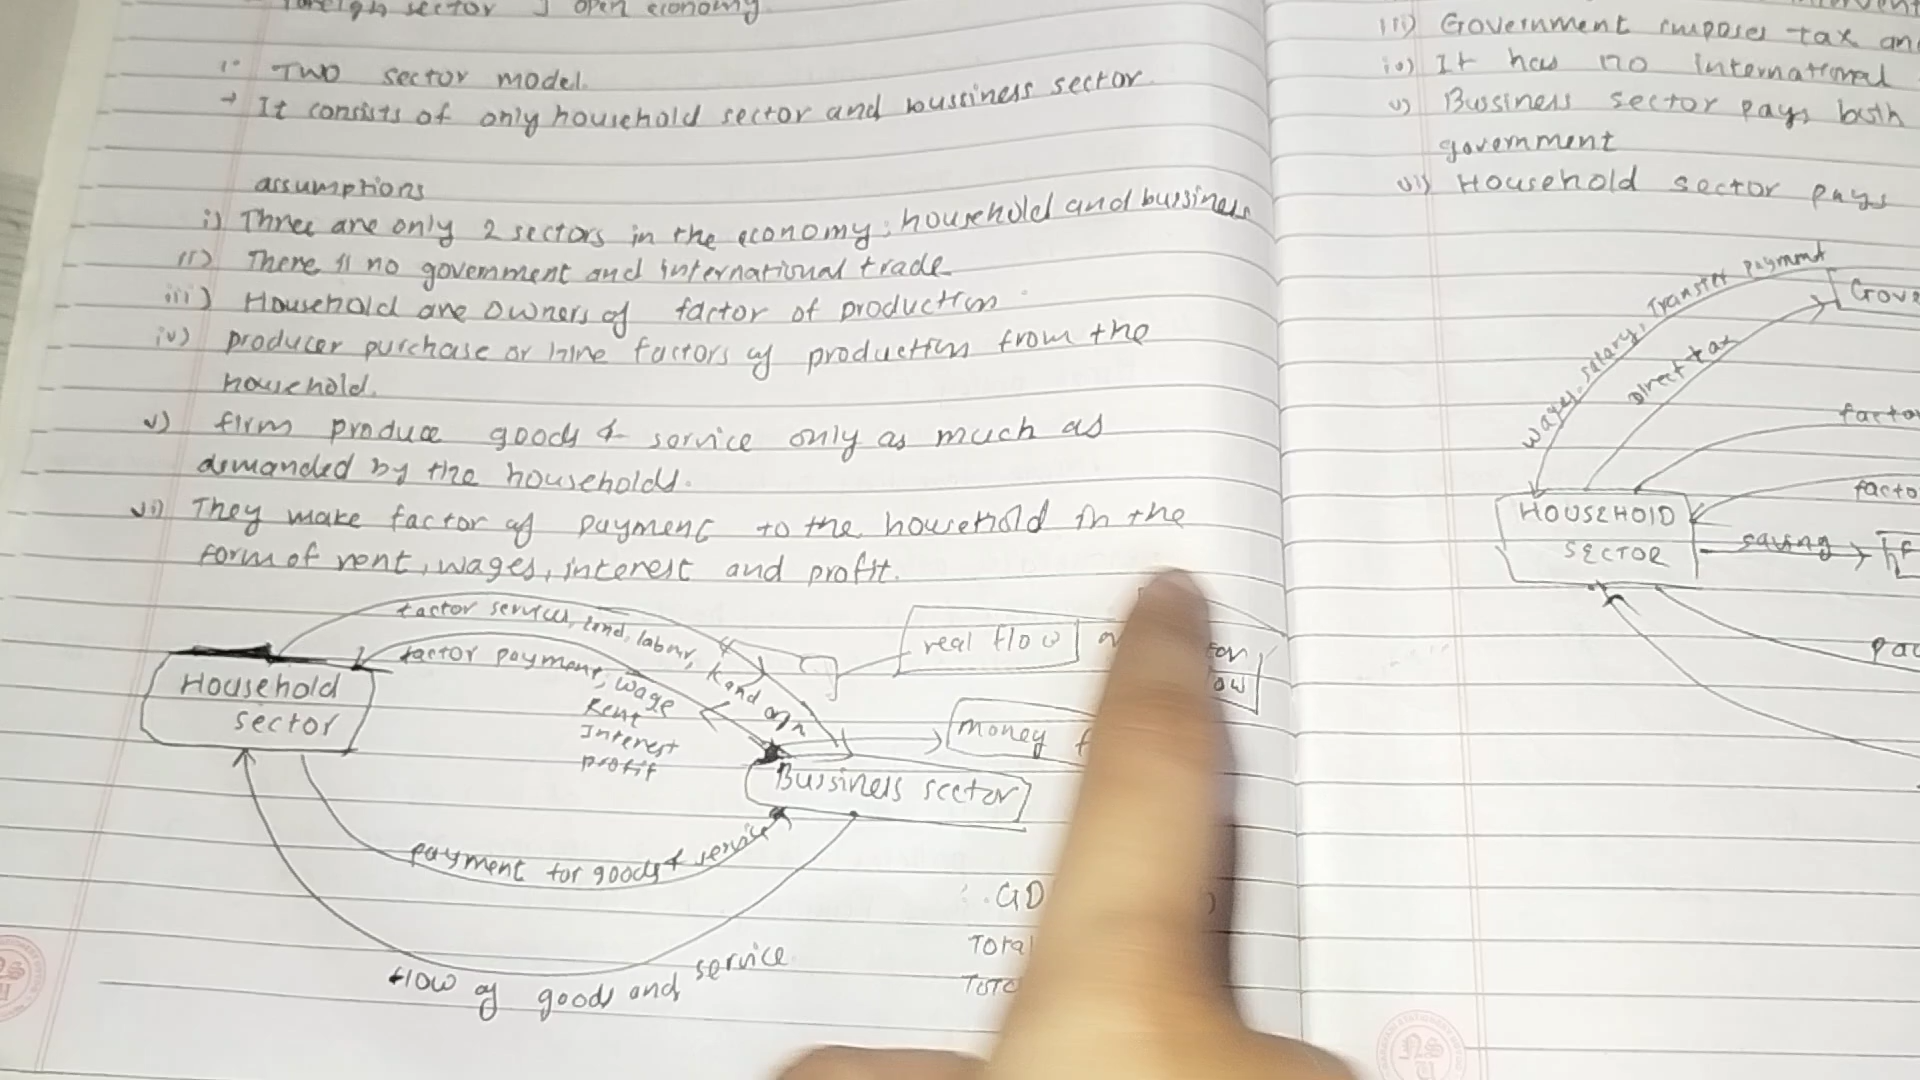 foreign sector } open economy
1. Two sector model.
→ It consists of only household sector and bussiness sector
assumptions
i) Three are only 2 sectors in the economy; household and bussiness
ii) There is no government and international trade
iii) Household are owners of factor of production
iv) producer purchase or hire factors of production from the
household.
v) firm produce goods & service only as much as
demanded by the households.
vi) They make factor of payment to the household in the
form of rent, wages, interest and profit.
factor services, land, labour, k and orgn
factor payment, wage
Rent
Interest
profit
real flow
money
Household
sector
Bussiness sector
payment for goods & service
flow of goods and service
Total
iii) Government imposes tax
iv) It has no international
v) Bussiness sector pays both
government
vi) Household sector pays
wages, salary, Transfer payment
Direct tax
HOUSEHOLD
SECTOR
saving